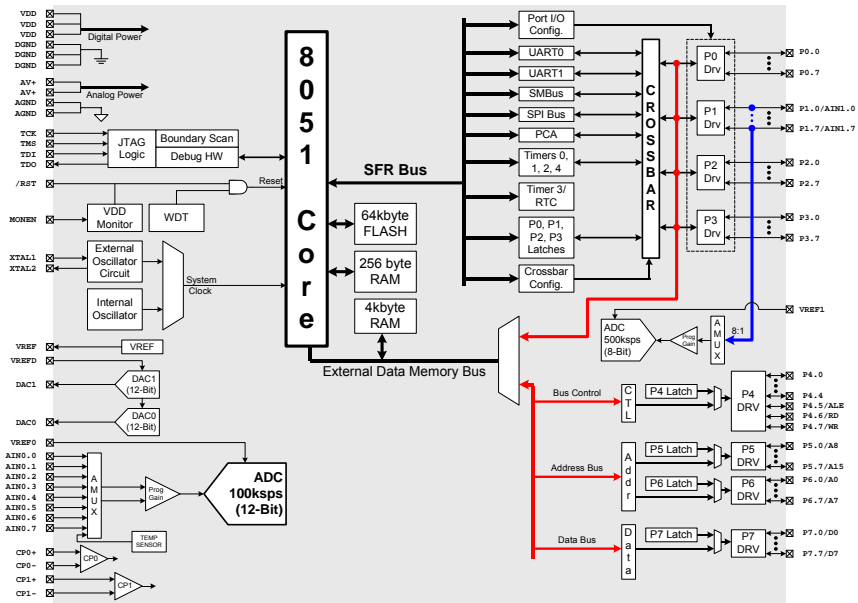 VDD
VDD
VDD
DGND
DGND
DGND
Digital Power
AV+
AV+
AGND
AGND
Analog Power
TCK
TMS
TDI
TDO
JTAG
Logic
Boundary Scan
Debug HW
/RST
Reset
MONEN
VDD
Monitor
WDT
XTAL1
XTAL2
External
Oscillator
Circuit
Internal
Oscillator
System
Clock
VREF
VREF
VREFD
DAC1
DAC1
(12-Bit)
DAC0
DAC0
(12-Bit)
VREF0
AIN0.0
AIN0.1
AIN0.2
AIN0.3
AIN0.4
AIN0.5
AIN0.6
AIN0.7
AMUX
Prog
Gain
ADC
100ksps
(12-Bit)
TEMP
SENSOR
CP0+
CP0-
CP0
CP1+
CP1-
CP1
8051 Core
64kbyte
FLASH
256 byte
RAM
4kbyte
RAM
SFR Bus
External Data Memory Bus
Port I/O
Config.
UART0
UART1
SMBus
SPI Bus
PCA
Timers 0,
1, 2, 4
Timer 3/
RTC
P0, P1,
P2, P3
Latches
Crossbar
Config.
CROSSBAR
P0
Drv
P1
Drv
P2
Drv
P3
Drv
P0.0
P0.7
P1.0/AIN1.0
P1.7/AIN1.7
P2.0
P2.7
P3.0
P3.7
VREF1
ADC
500ksps
(8-Bit)
Prog
Gain
AMUX
8:1
Bus Control
CTL
P4 Latch
P4
DRV
P4.0
P4.4
P4.5/ALE
P4.6/RD
P4.7/WR
Address Bus
Addr
P5 Latch
P5
DRV
P5.0/A8
P5.7/A15
P6 Latch
P6
DRV
P6.0/A0
P6.7/A7
Data Bus
Data
P7 Latch
P7
DRV
P7.0/D0
P7.7/D7